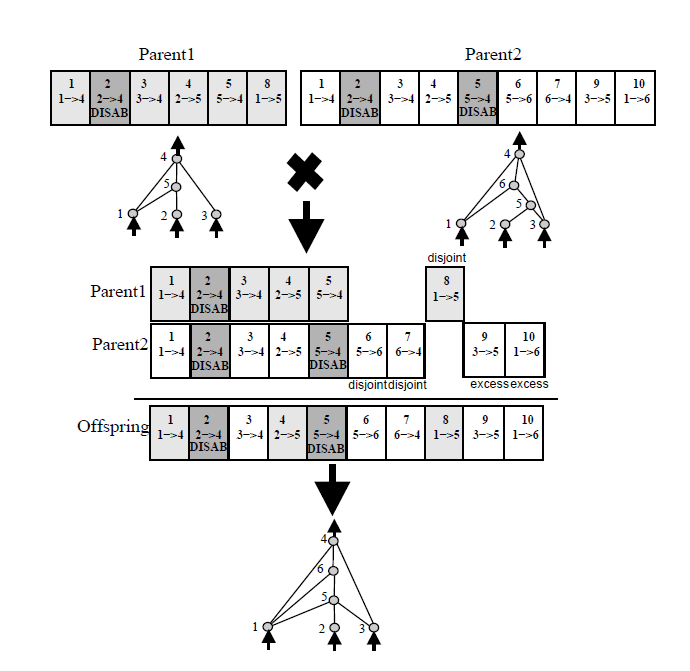 Parent1 Parent2
1 2 3 4 5 8 1 2 3 4 5 6 7 9 10
1->4 2->4 3->4 2->5 5->4 1->5 1->4 2->4 3->4 2->5 5->4 5->6 6->4 3->5 1->6
DISAB DISAB DISAB
4 4
5 6
5
1 2 3 1 2 3
disjoint
Parent1 1 2 3 4 5 8
1->4 2->4 3->4 2->5 5->4 1->5
DISAB
Parent2 1 2 3 4 5 6 7 9 10
1->4 2->4 3->4 2->5 5->4 5->6 6->4 3->5 1->6
DISAB DISAB
disjoint disjoint excess excess
Offspring 1 2 3 4 5 6 7 8 9 10
1->4 2->4 3->4 2->5 5->4 5->6 6->4 1->5 3->5 1->6
DISAB DISAB
4
6
5
1 2 3